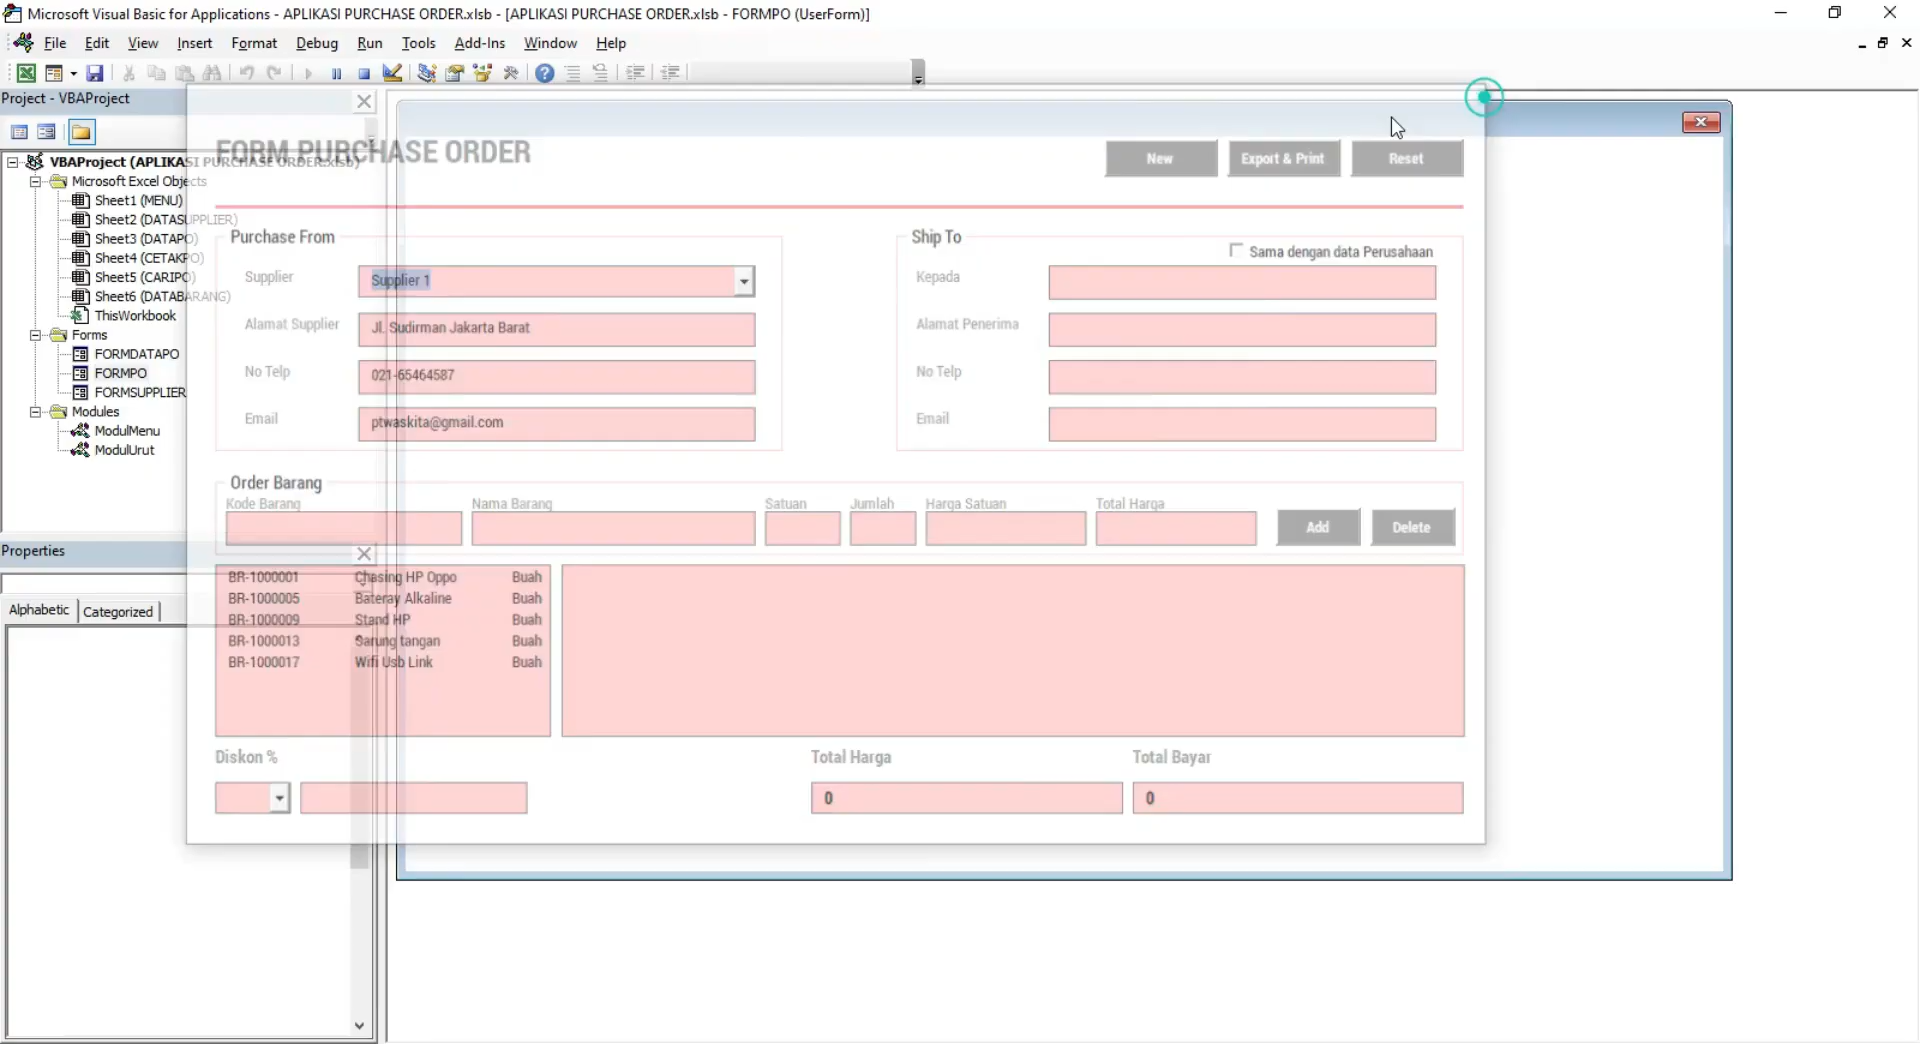 Microsoft Visual Basic for Applications - APLIKASI PURCHASE ORDER.xlsb - [APLIKASI PURCHASE ORDER.xlsb - FORMPO (UserForm)]
File Edit View Insert Format Debug Run Tools Add-Ins Window Help
Project - VBAProject
VBAProject (APLIKASI PURCHASE ORDER.xlsb)
Microsoft Excel Objects
Sheet1 (MENU)
Sheet2 (DATASUPPLIER)
Sheet3 (DATAPO)
Sheet4 (CETAKPO)
Sheet5 (CARIPO)
Sheet6 (DATABARANG)
ThisWorkbook
Forms
FORMDATAPO
FORMPO
FORMSUPPLIER
Modules
ModulMenu
ModulUrut
Properties
Alphabetic Categorized
FORM PURCHASE ORDER
New Export & Print Reset
Purchase From
Supplier Supplier 1
Alamat Supplier Jl. Sudirman Jakarta Barat
No Telp 021-65464587
Email ptwaskita@gmail.com
Ship To
Sama dengan data Perusahaan
Kepada
Alamat Penerima
No Telp
Email
Order Barang
Kode Barang Nama Barang Satuan Jumlah Harga Satuan Total Harga
Add Delete
BR-1000001 Chasing HP Oppo Buah
BR-1000005 Bateray Alkaline Buah
BR-1000009 Stand HP Buah
BR-1000013 Sarung tangan Buah
BR-1000017 Wifi Usb Link Buah
Diskon % Total Harga Total Bayar
0 0